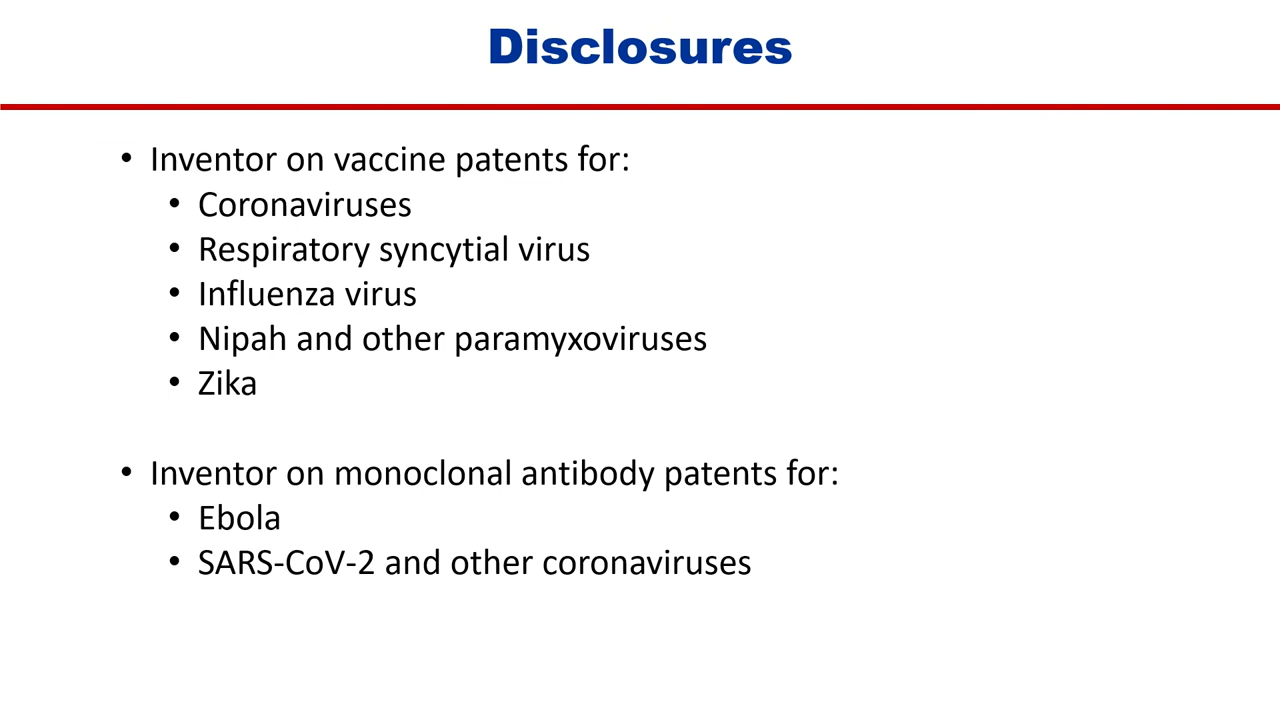 Disclosures
• Inventor on vaccine patents for:
• Coronaviruses
• Respiratory syncytial virus
• Influenza virus
• Nipah and other paramyxoviruses
• Zika
• Inventor on monoclonal antibody patents for:
• Ebola
• SARS-CoV-2 and other coronaviruses